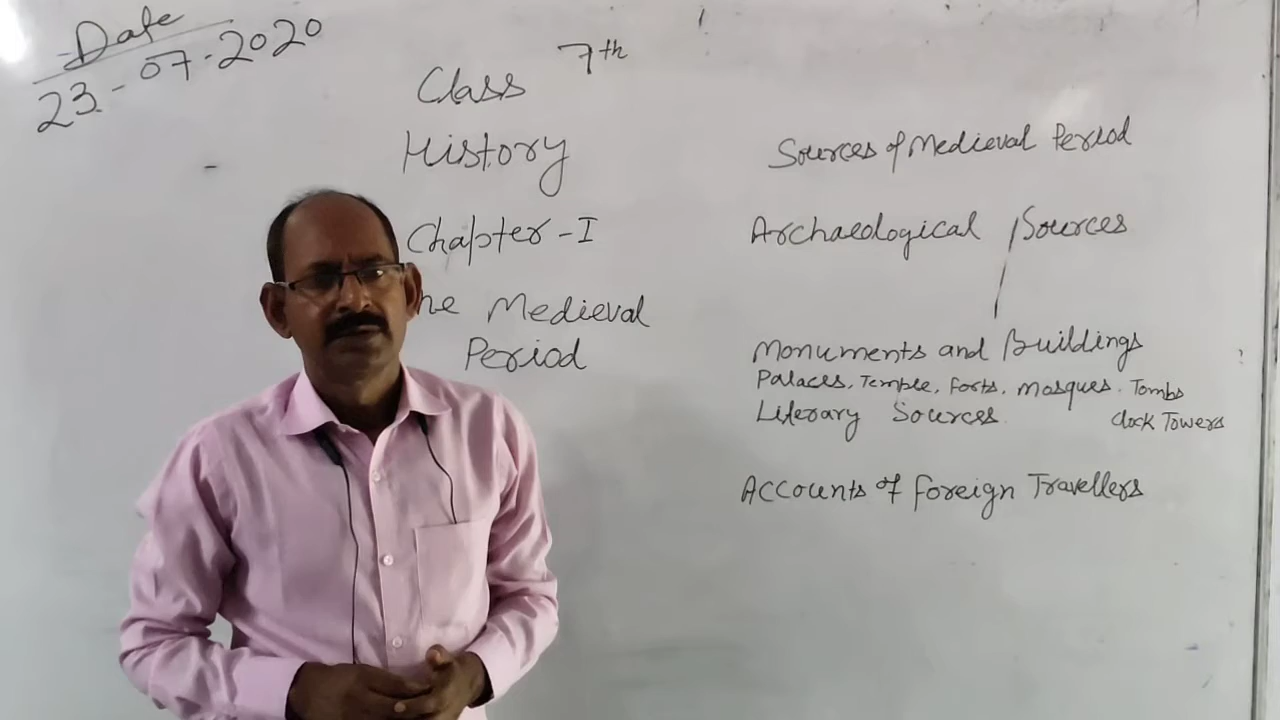 Date
23-07-2020
Class 7th
History
Chapter-I
he Medieval
Period
Sources of Medieval Period
Archaeological Sources
Monuments and Buildings
Palaces, Temple, Forts, Mosques. Tombs
Clock Towers
Literary Sources
Accounts of Foreign Travellers